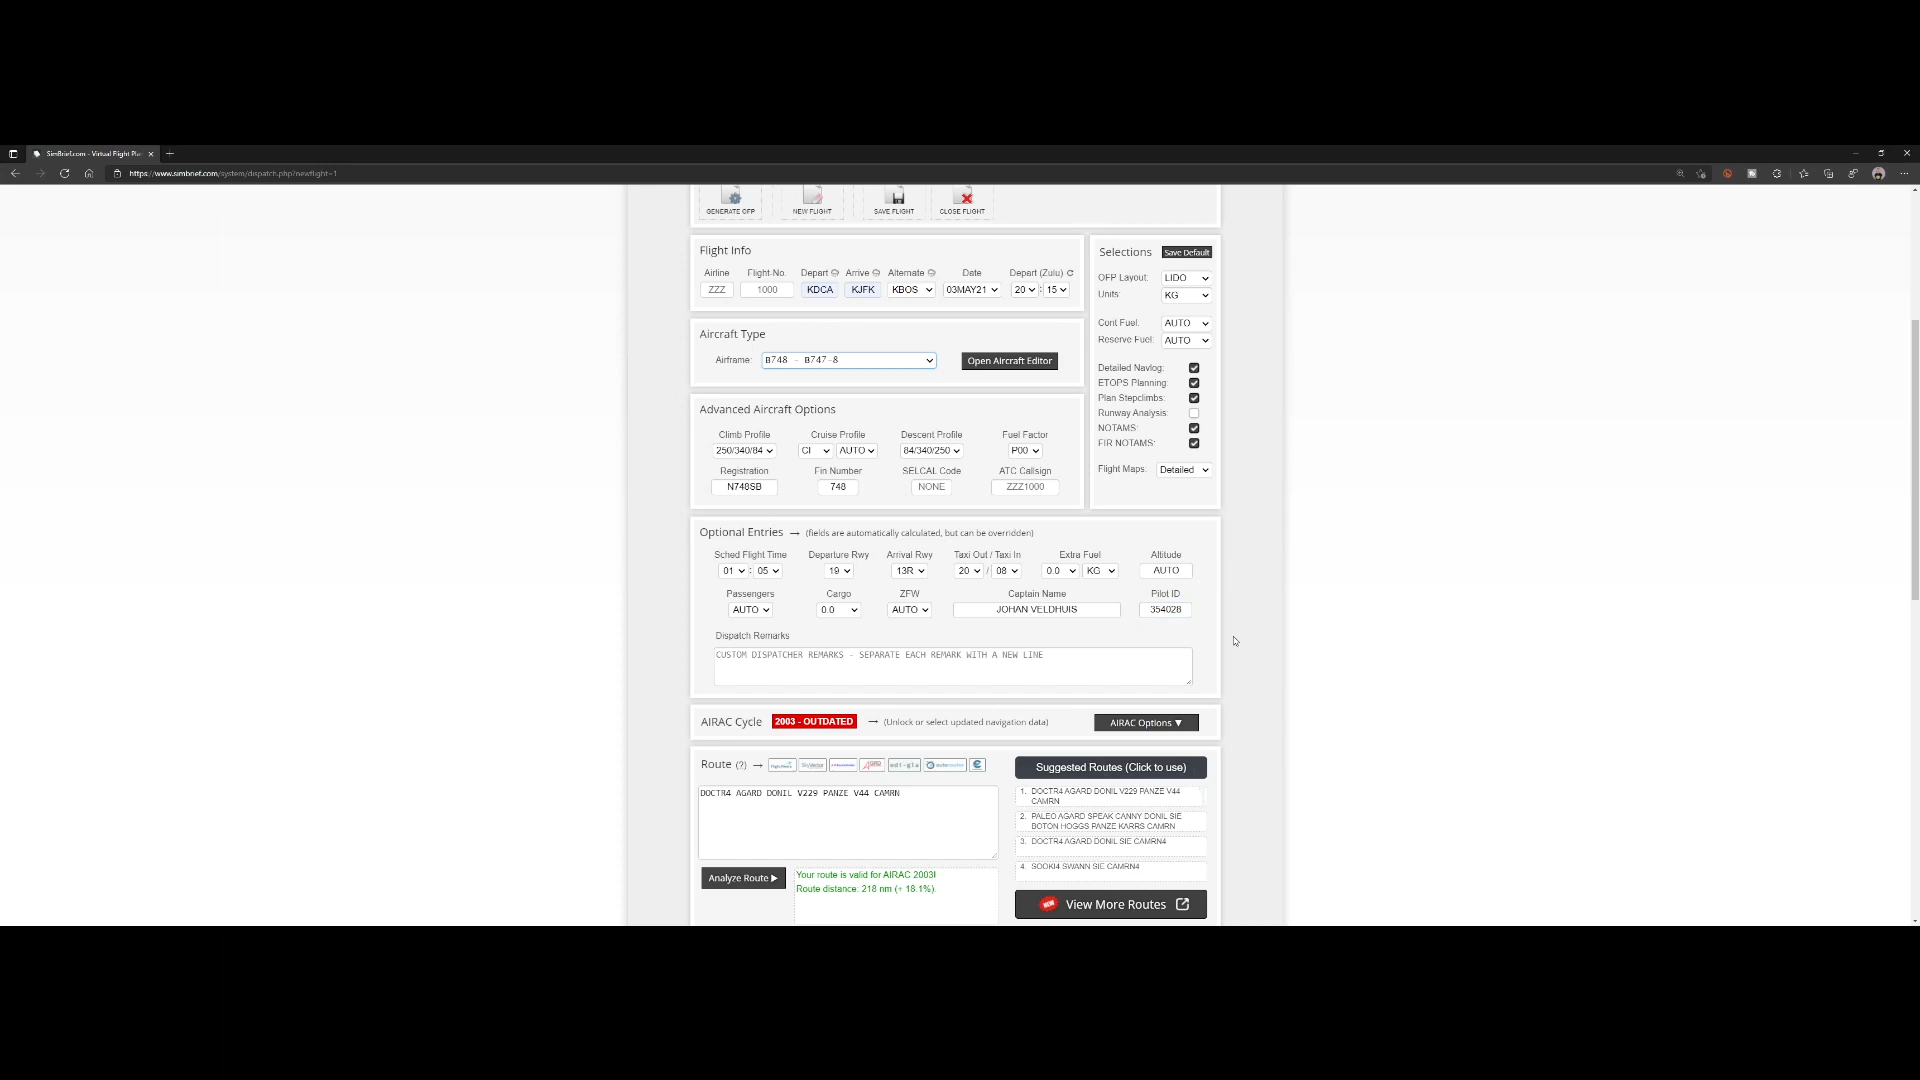 SimBrief.com - Virtual Flight Pla
https://www.simbrief.com/system/dispatch.php?newflight=1
GENERATE OFP NEW FLIGHT SAVE FLIGHT CLOSE FLIGHT
Flight Info
Airline Flight-No. Depart Arrive Alternate Date Depart (Zulu)
ZZZ 1000 KDCA KJFK KBOS 03MAY21 20 : 15
Selections Save Default
OFP Layout: LIDO
Units: KG
Cont Fuel: AUTO
Reserve Fuel: AUTO
Detailed Navlog:
ETOPS Planning:
Plan Stepclimbs:
Runway Analysis:
NOTAMS:
FIR NOTAMS:
Flight Maps: Detailed
Aircraft Type
Airframe: B748 - B747-8 Open Aircraft Editor
Advanced Aircraft Options
Climb Profile Cruise Profile Descent Profile Fuel Factor
250/340/84 CI AUTO 84/340/250 P00
Registration Fin Number SELCAL Code ATC Callsign
N748SB 748 NONE ZZZ1000
Optional Entries → (fields are automatically calculated, but can be overridden)
Sched Flight Time Departure Rwy Arrival Rwy Taxi Out / Taxi In Extra Fuel Altitude
01 : 05 19 13R 20 / 08 0.0 KG AUTO
Passengers Cargo ZFW Captain Name Pilot ID
AUTO 0.0 AUTO JOHAN VELDHUIS 354028
Dispatch Remarks
CUSTOM DISPATCHER REMARKS - SEPARATE EACH REMARK WITH A NEW LINE
AIRAC Cycle 2003 - OUTDATED → (Unlock or select updated navigation data) AIRAC Options ▼
Route (?) →
DOCTR4 AGARD DONIL V229 PANZE V44 CAMRN
Analyze Route ▶
Your route is valid for AIRAC 2003!
Route distance: 218 nm (+ 18.1%).
Suggested Routes (Click to use)
1. DOCTR4 AGARD DONIL V229 PANZE V44
CAMRN
2. PALEO AGARD SPEAK CANNY DONIL SIE
BOTON HOGGS PANZE KARRS CAMRN
3. DOCTR4 AGARD DONIL SIE CAMRN4
4. SOOKI4 SWANN SIE CAMRN4
NEW View More Routes